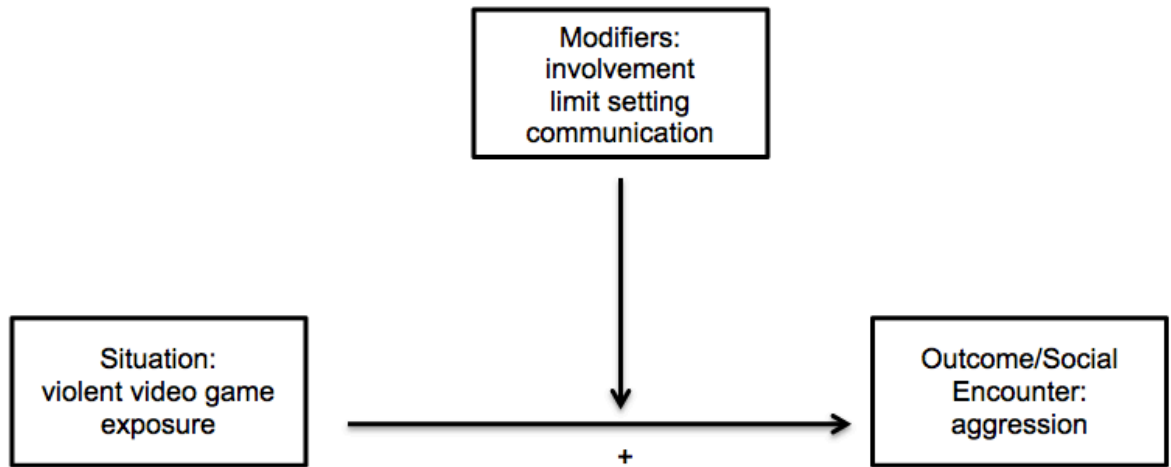 Modifiers:
involvement
limit setting
communication
Situation:
violent video game
exposure
Outcome/Social
Encounter:
aggression
+